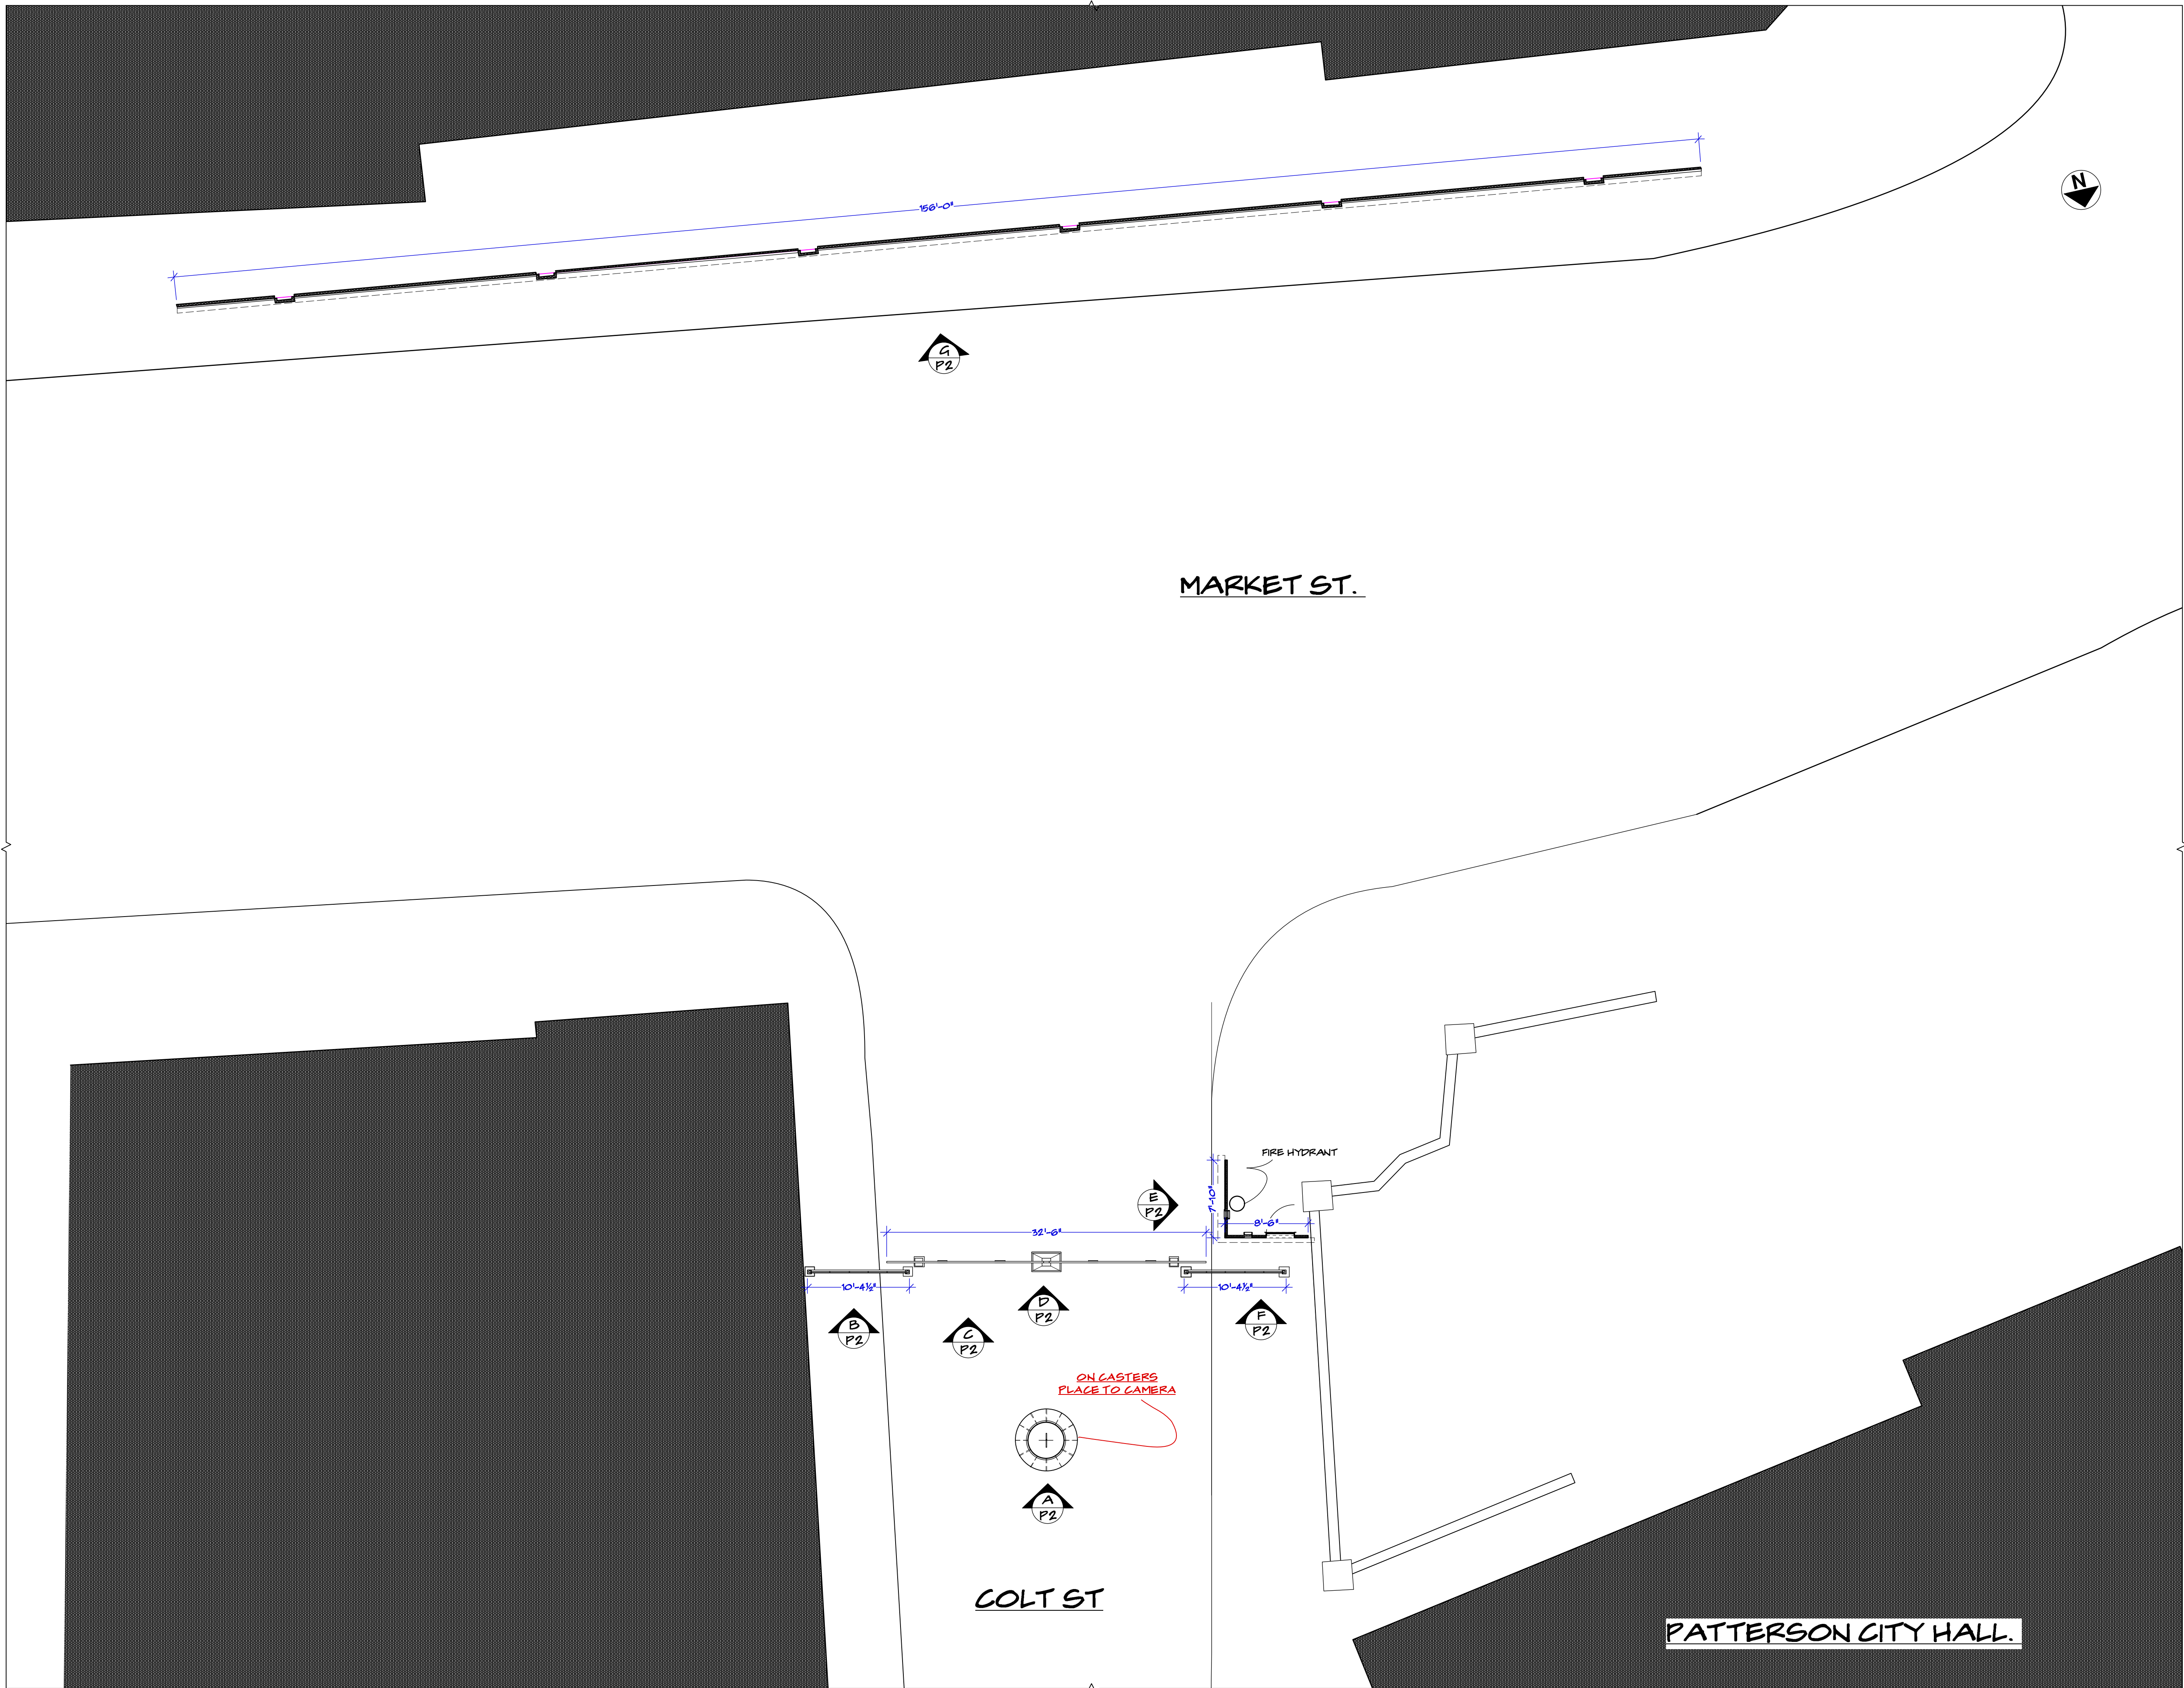 156'-0"
N
G
P2
MARKET ST.
FIRE HYDRANT
7'-10"
E
P2
8'-6"
32'-6"
10'-4½"
10'-4½"
D
P2
B
P2
C
P2
F
P2
ON CASTERS
PLACE TO CAMERA
A
P2
COLT ST
PATTERSON CITY HALL.